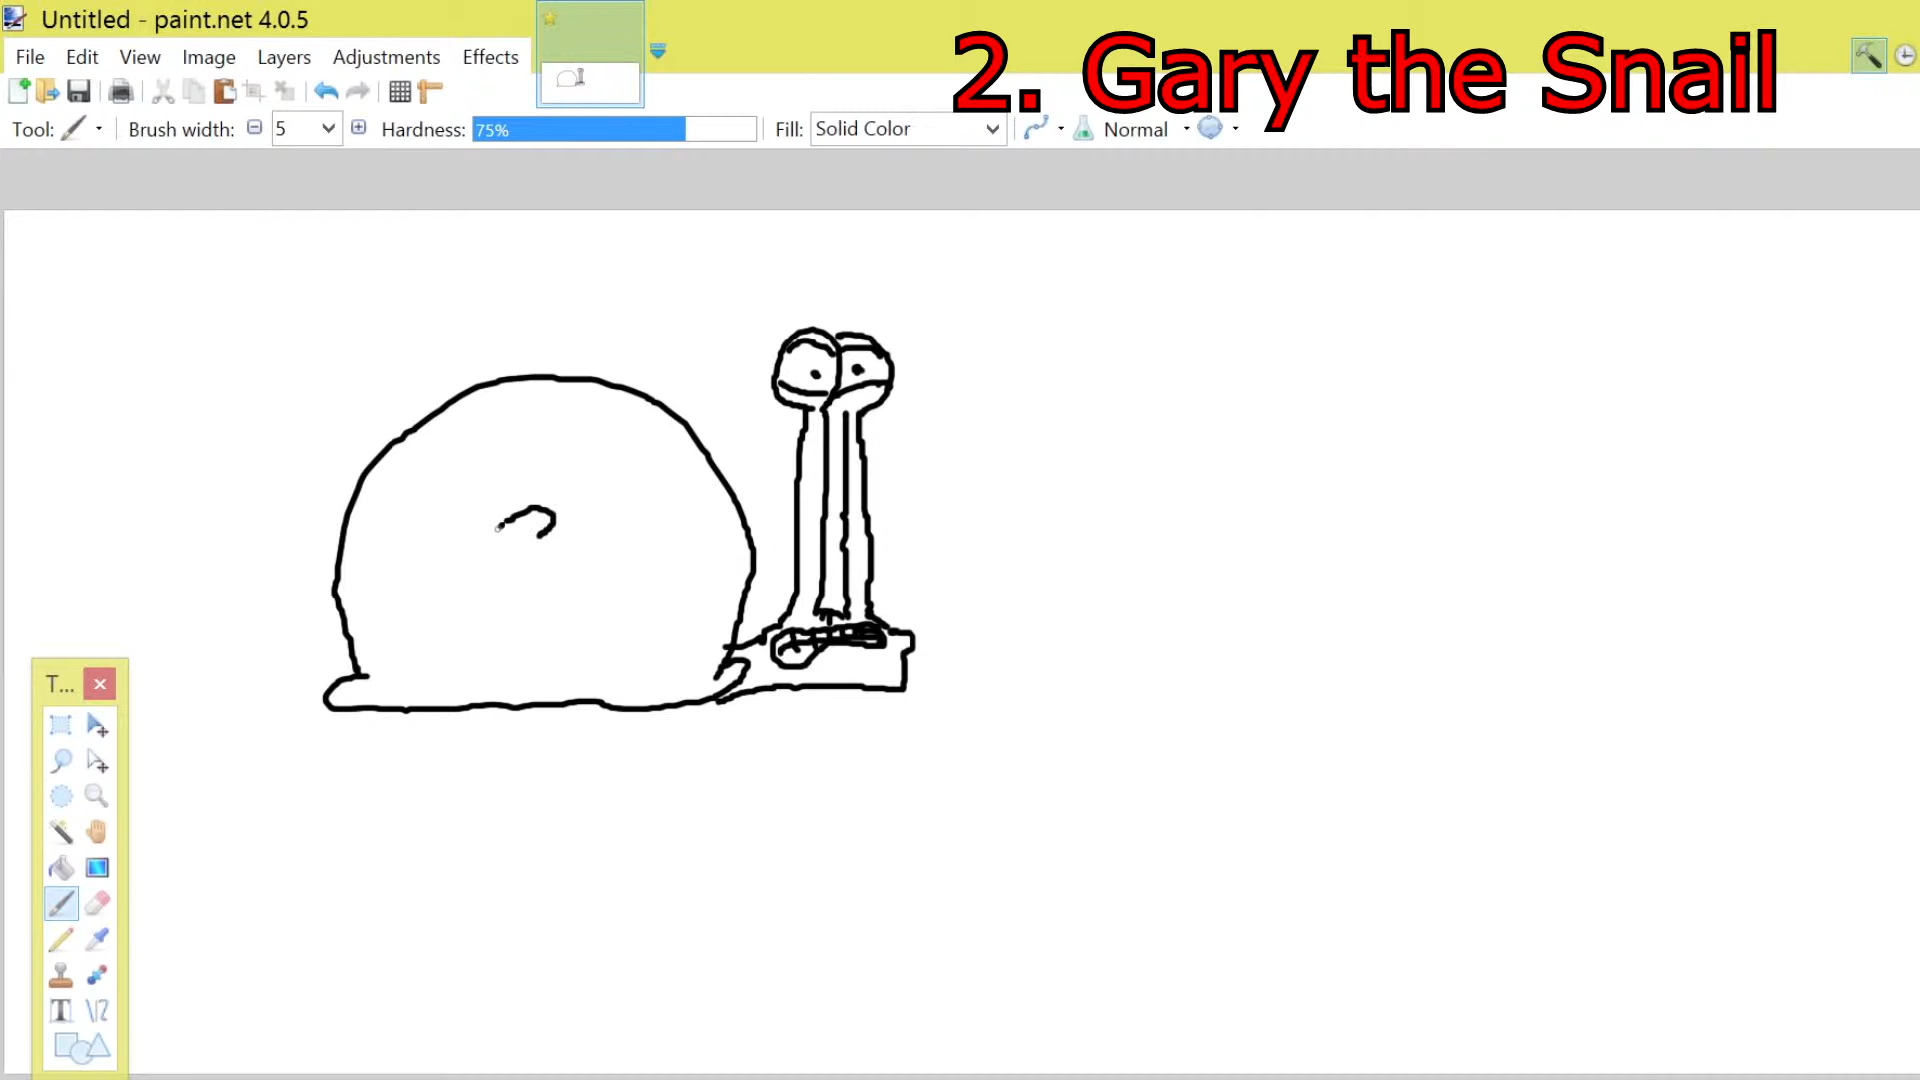 Untitled - paint.net 4.0.5
2. Gary the Snail
File Edit View Image Layers Adjustments Effects
Tool: Brush width: 5 Hardness: 75% Fill: Solid Color Normal
T...